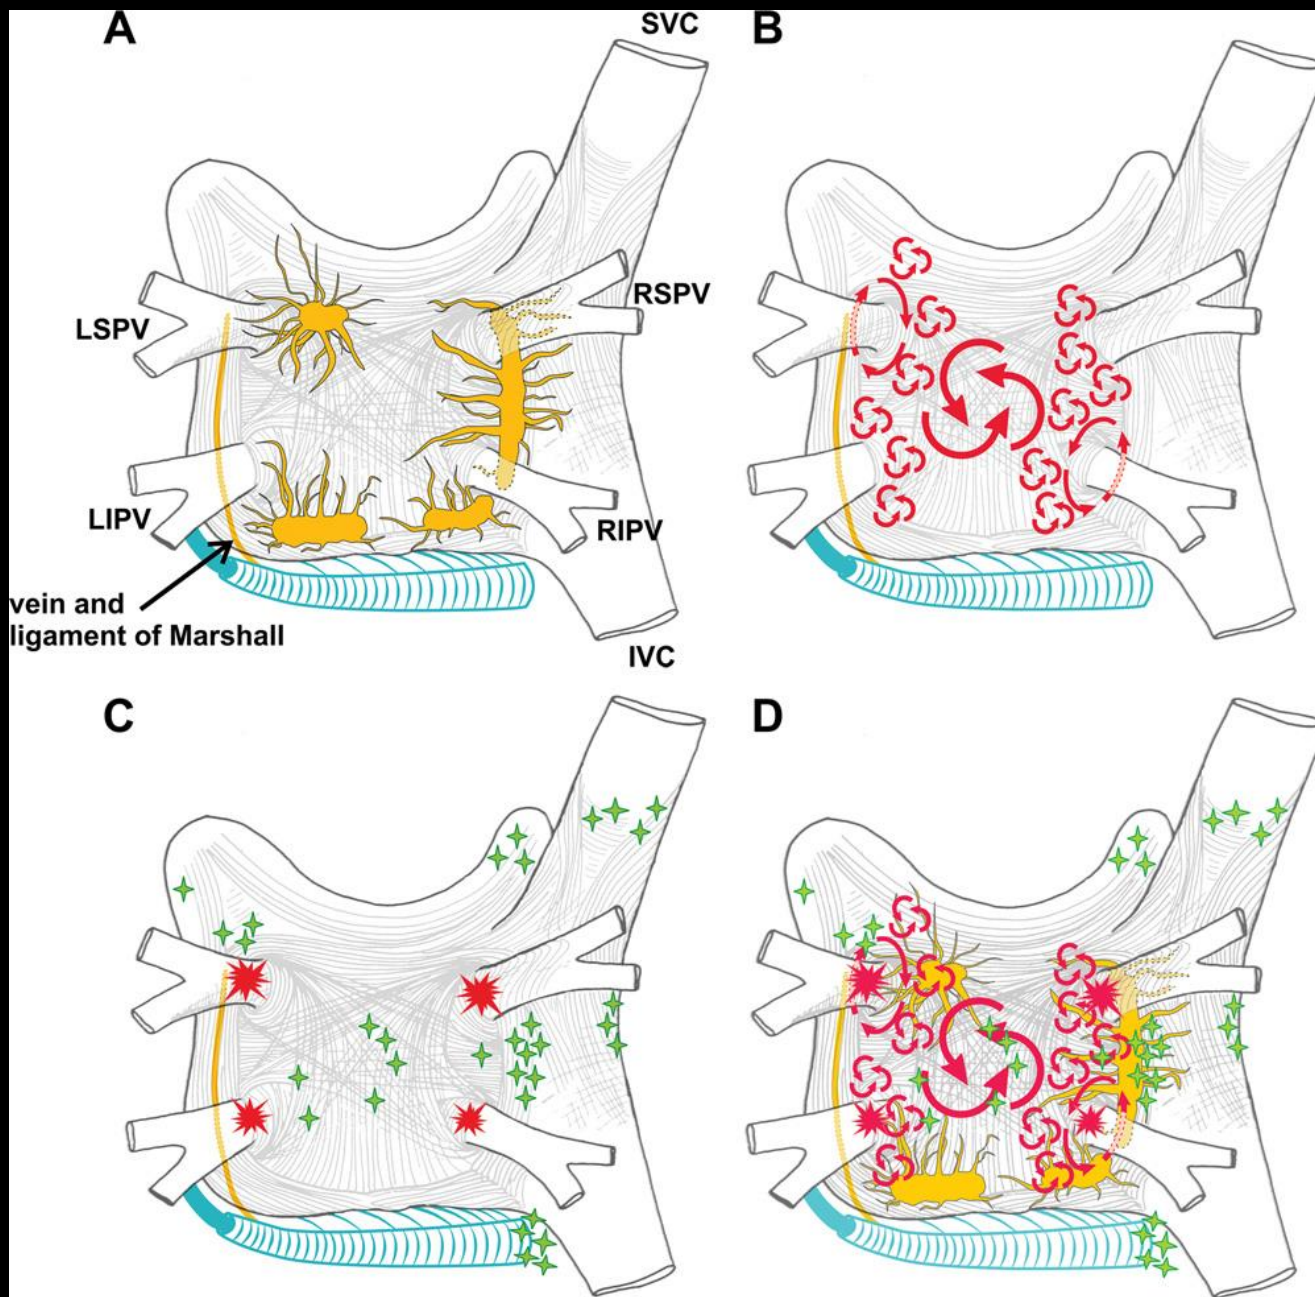 A
SVC
B
LSPV
RSPV
LIPV
RIPV
vein and
ligament of Marshall
IVC
C
D